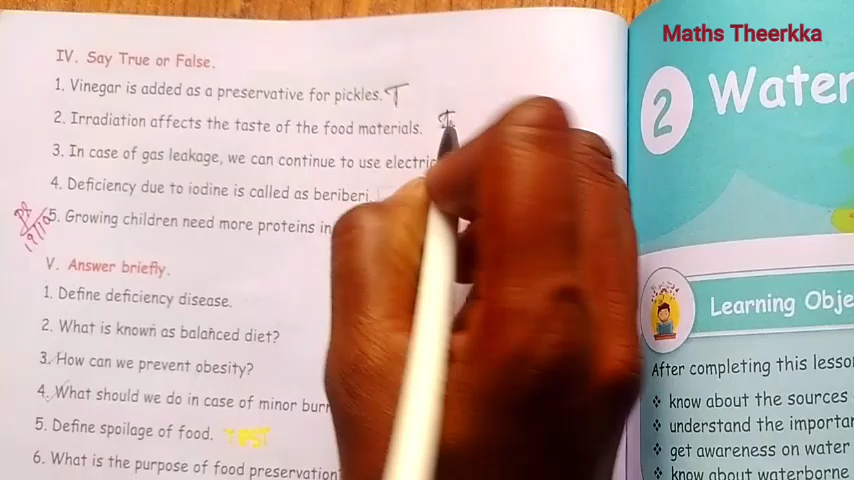 Maths Theerkka
IV. Say True or False.
1. Vinegar is added as a preservative for pickles. T
2. Irradiation affects the taste of the food materials.
3. In case of gas leakage, we can continue to use
4. Deficiency due to iodine is called as beriberi.
5. Growing children need more proteins in
V. Answer briefly.
1. Define deficiency disease.
2. What is known as balanced diet?
3. How can we prevent obesity?
4. What should we do in case of minor
5. Define spoilage of food. TEST
6. What is the purpose of food preservation
2
Water
Learning
After completing this
know about the sources
understand the
get awareness on water
know about waterborne